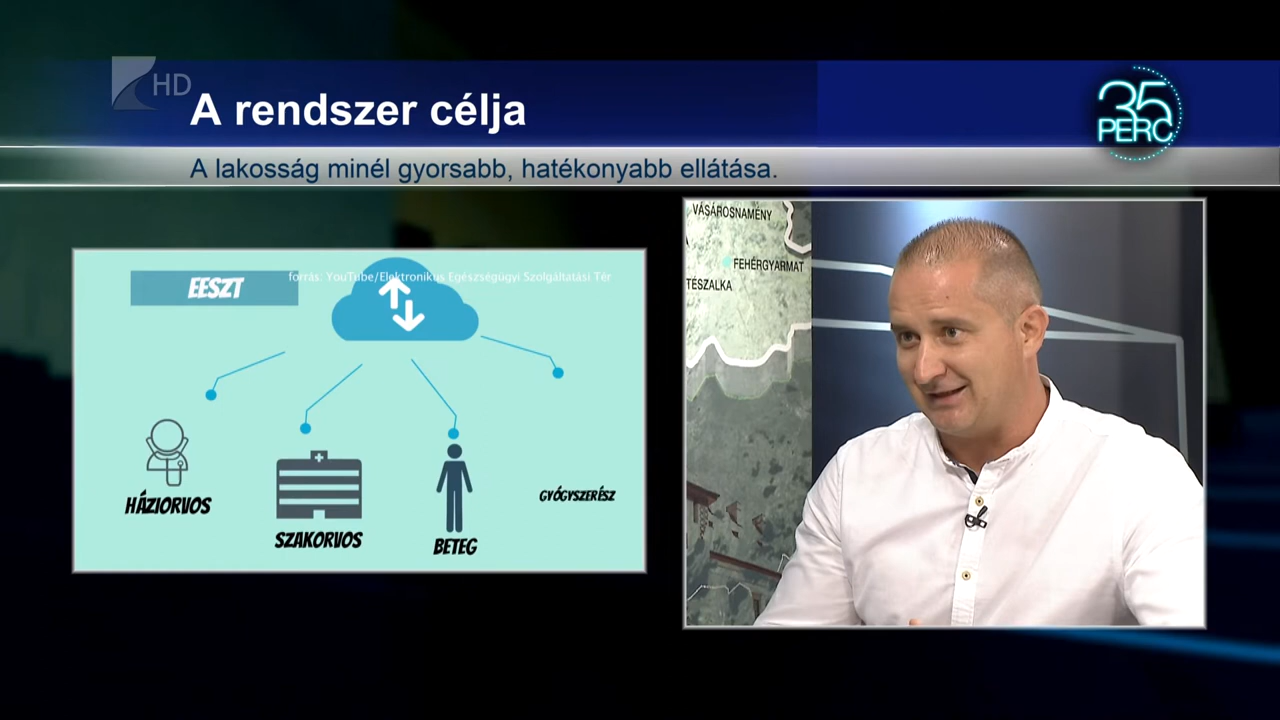 HD
A rendszer célja
35
PERC
A lakosság minél gyorsabb, hatékonyabb ellátása.
forrás: YouTube/Elektronikus Egészségügyi Szolgáltatási Tér
EESZT
HÁZIORVOS
SZAKORVOS
BETEG
GYÓGYSZERÉSZ
VÁSÁROSNAMÉNY
FEHÉRGYARMAT
TÉSZALKA